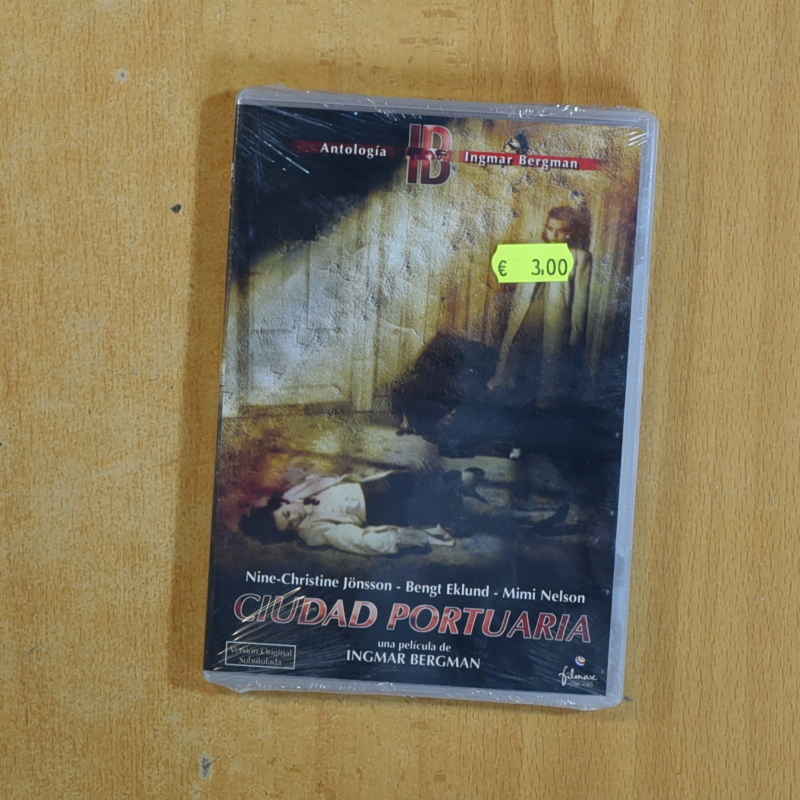 Antología IB Ingmar Bergman
€ 3,00
Nine-Christine Jönsson - Bengt Eklund - Mimi Nelson
CIUDAD PORTUARIA
una película de
INGMAR BERGMAN
Versión Original
Subtitulada
filmax